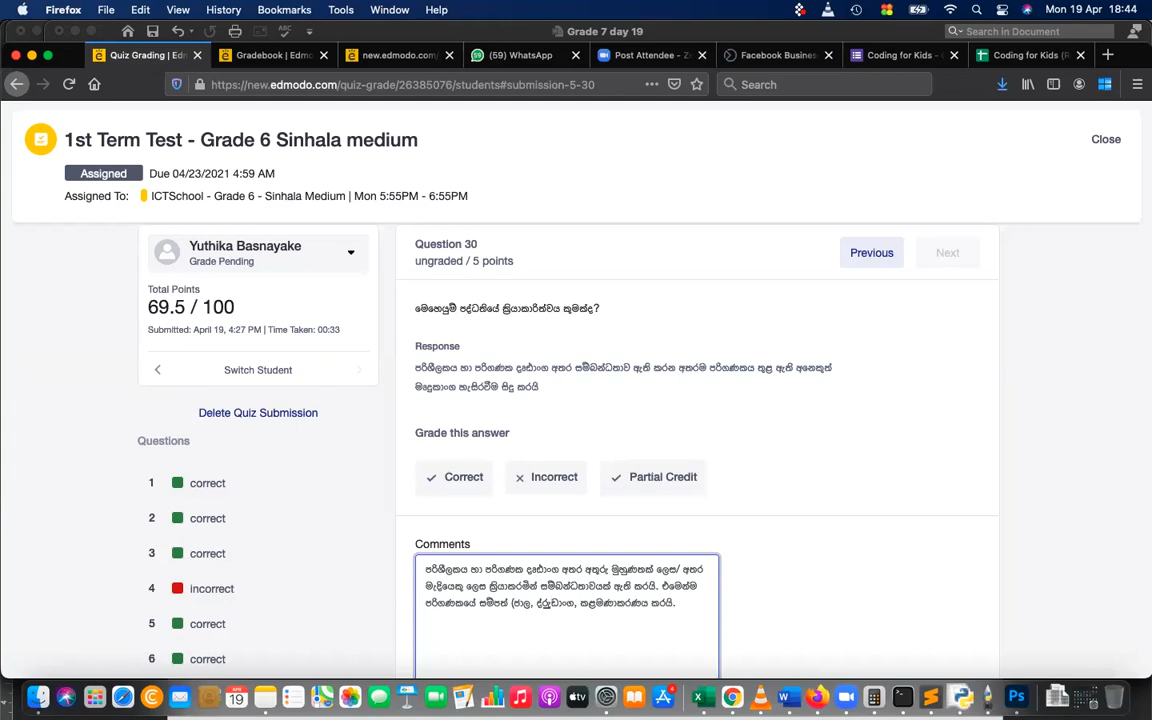 Firefox File Edit View History Bookmarks Tools Window Help Mon 19 Apr 18:44
Grade 7 day 19 Search in Document
Quiz Grading | Ed Gradebook | Edm new.edmodo.com/ (59) WhatsApp Post Attendee - Z Facebook Busines Coding for Kids - Coding for Kids (R
https://new.edmodo.com/quiz-grade/26385076/students#submission-5-30 Search
1st Term Test - Grade 6 Sinhala medium Close
Assigned Due 04/23/2021 4:59 AM
Assigned To: ICTSchool - Grade 6 - Sinhala Medium | Mon 5:55PM - 6:55PM
Yuthika Basnayake
Grade Pending
Total Points
69.5 / 100
Submitted: April 19, 4:27 PM | Time Taken: 00:33
Switch Student
Delete Quiz Submission
Questions
1 correct
2 correct
3 correct
4 incorrect
5 correct
6 correct
Question 30
ungraded / 5 points
Previous Next
මෙහෙයුම් පද්ධතියේ ක්‍රියාකාරිත්වය කුමක්ද?
Response
පරිශීලකය හා පරිගණක දෘඪාංග අතර සම්බන්ධතාව ඇති කරන අතරම පරිගණකය තුළ ඇති අනෙකුත්
මෘදුකාංග හැසිරවීම සිදු කරයි
Grade this answer
Correct Incorrect Partial Credit
Comments
පරිශීලකය හා පරිගණක දෘඪාංග අතර අතුරු මුහුණතක් ලෙස/ අතර
මැදියෙකු ලෙස ක්‍රියාකරමින් සම්බන්ධතාවයක් ඇති කරයි. එමෙන්ම
පරිගණකයේ සම්පත් (ජාල, ද්රුඩාංග, කළමණාකරණය කරයි.
19